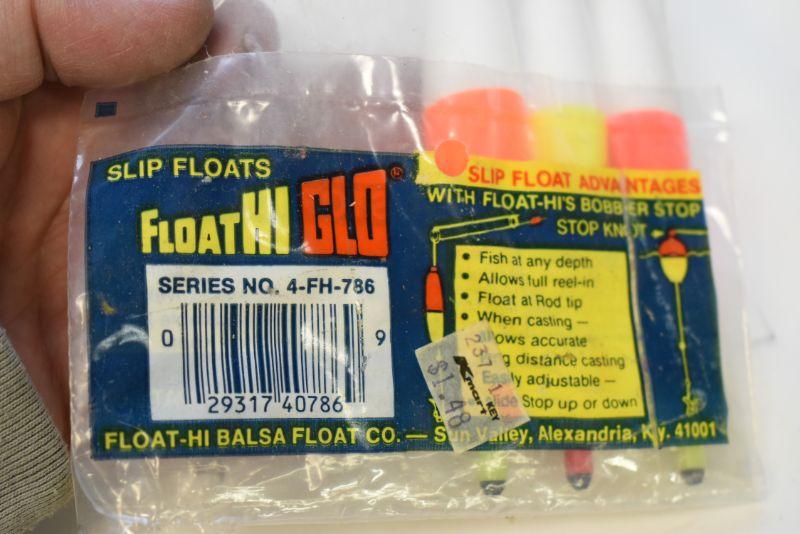 SLIP FLOATS
FLOAT HI GLO®
SERIES NO. 4-FH-786
0 9
29317 40786
SLIP FLOAT ADVANTAGES
WITH FLOAT-HI'S BOBBER STOP
STOP KNOT
• Fish at any depth
• Allows full reel-in
• Float at Rod tip
• When casting —
accurate
distance casting
adjustable —
Stop up or down
Kmart
KEY
$1.48
FLOAT-HI BALSA FLOAT CO. — Sun Valley, Alexandria, Ky. 41001